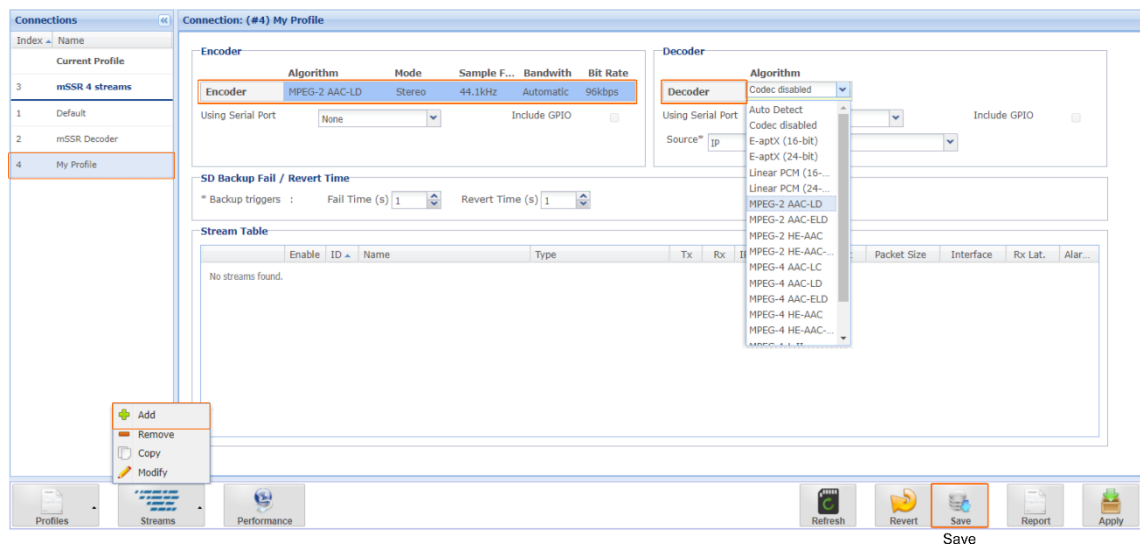 Connections
Connection: (#4) My Profile
Index Name
Current Profile
3 mSSR 4 streams
1 Default
2 mSSR Decoder
4 My Profile
Encoder
Algorithm Mode Sample F... Bandwith Bit Rate
Encoder MPEG-2 AAC-LD Stereo 44.1kHz Automatic 96kbps
Using Serial Port None Include GPIO
Decoder
Algorithm
Decoder Codec disabled
Using Serial Port Include GPIO
Source* IP
Auto Detect
Codec disabled
E-aptX (16-bit)
E-aptX (24-bit)
Linear PCM (16-...
Linear PCM (24-...
MPEG-2 AAC-LD
MPEG-2 AAC-ELD
MPEG-2 HE-AAC
MPEG-2 HE-AAC-...
MPEG-4 AAC-LC
MPEG-4 AAC-LD
MPEG-4 AAC-ELD
MPEG-4 HE-AAC
MPEG-4 HE-AAC-...
SD Backup Fail / Revert Time
* Backup triggers : Fail Time (s) 1 Revert Time (s) 1
Stream Table
Enable ID Name Type Tx Rx Packet Size Interface Rx Lat. Alar...
No streams found.
Add
Remove
Copy
Modify
Profiles Streams Performance Refresh Revert Save Report Apply
Save